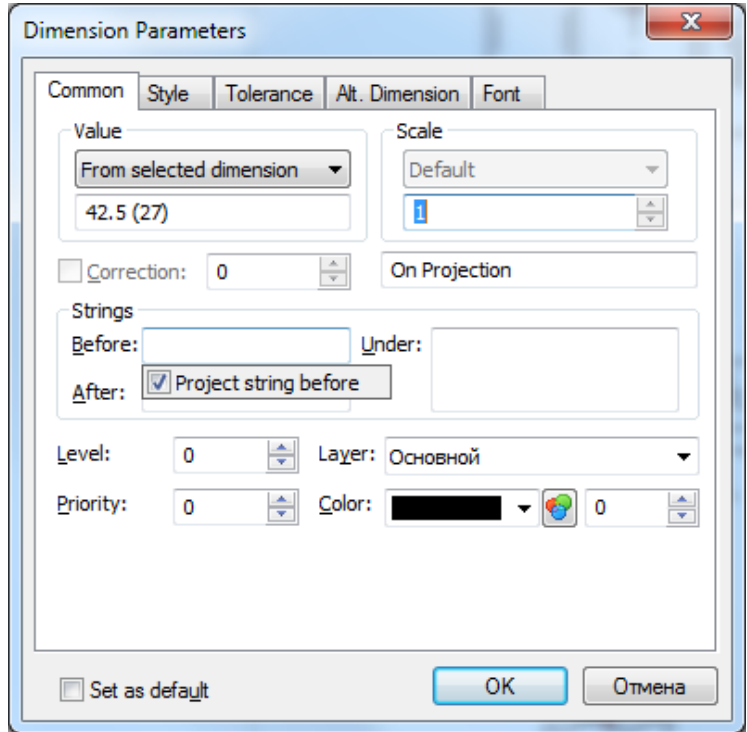 Dimension Parameters
Common Style Tolerance Alt. Dimension Font
Value Scale
From selected dimension Default
42.5 (27) 1
Correction: 0 On Projection
Strings
Before: Under:
After: Project string before
Level: 0 Layer: Основной
Priority: 0 Color: 0
Set as default OK Отмена